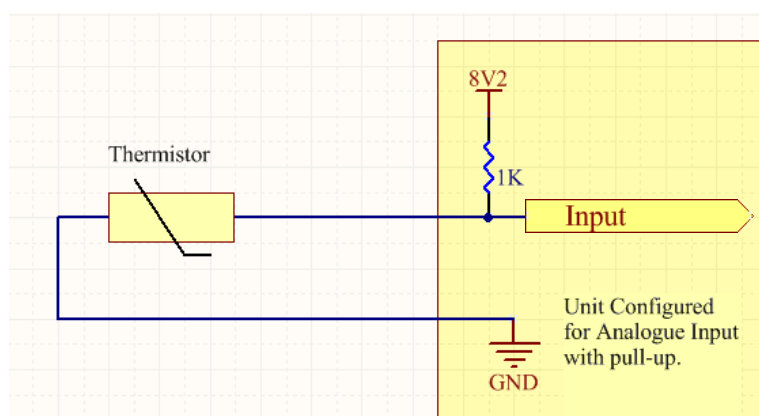 8V2
Thermistor
1K
Input
Unit Configured
for Analogue Input
with pull-up.
GND